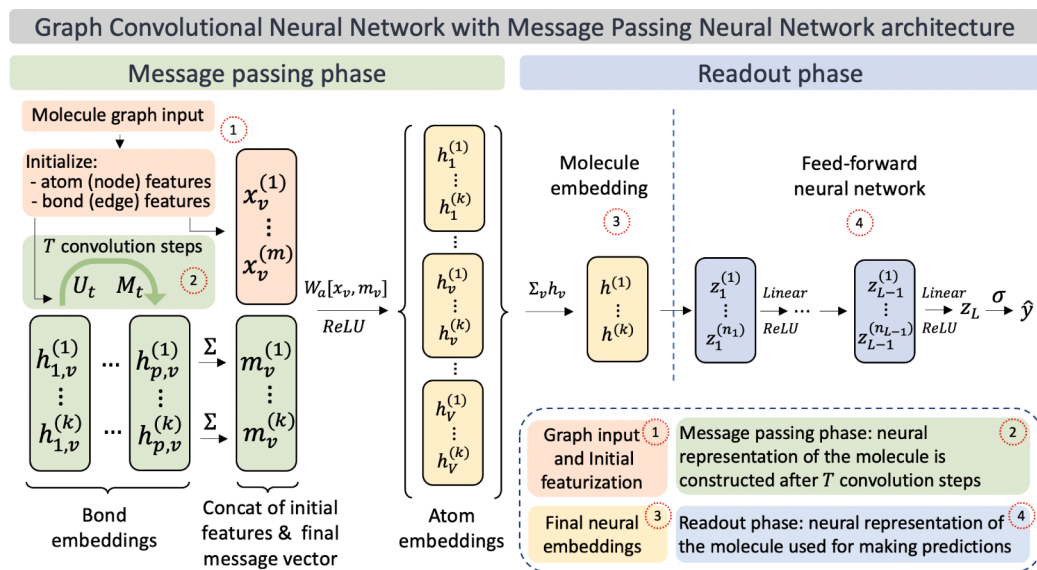 Graph Convolutional Neural Network with Message Passing Neural Network architecture
Message passing phase
Readout phase
Molecule graph input
1
Initialize:
- atom (node) features
- bond (edge) features
x_v^(1)
⋮
x_v^(m)
T convolution steps
U_t M_t
2
h_{1,v}^(1) ... h_{p,v}^(1) Σ m_v^(1)
⋮ ⋮ ⋮
h_{1,v}^(k) ... h_{p,v}^(k) Σ m_v^(k)
Bond
embeddings
Concat of initial
features & final
message vector
W_a[x_v, m_v]
ReLU
h_1^(1)
⋮
h_1^(k)
...
h_v^(1)
⋮
h_v^(k)
...
h_V^(1)
⋮
h_V^(k)
Atom
embeddings
Molecule
embedding
3
Σ_v h_v
h^(1)
⋮
h^(k)
Feed-forward
neural network
4
z_1^(1)
⋮
z_1^(n_1)
Linear
ReLU
...
z_{L-1}^(1)
⋮
z_{L-1}^(n_{L-1})
Linear
ReLU
z_L σ ŷ
Graph input
and Initial
featurization
1
Message passing phase: neural
representation of the molecule is
constructed after T convolution steps
2
Final neural
embeddings
3
Readout phase: neural representation of
the molecule used for making predictions
4